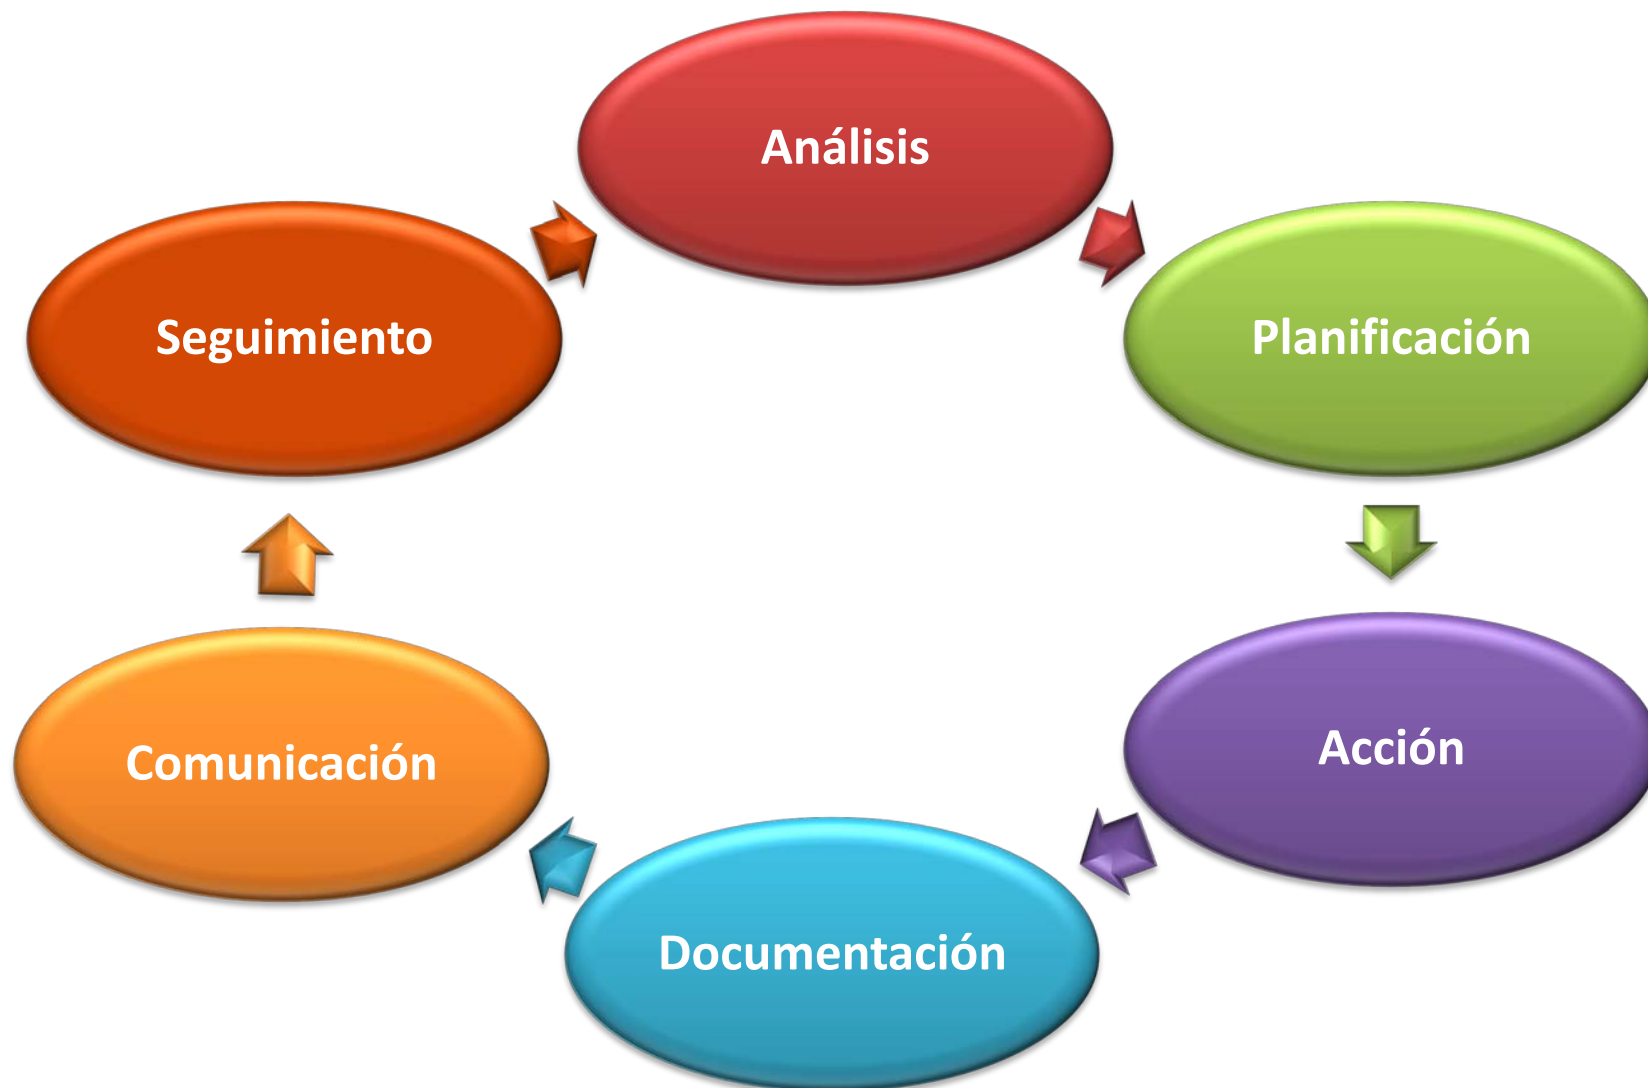 Análisis
Planificación
Acción
Documentación
Comunicación
Seguimiento